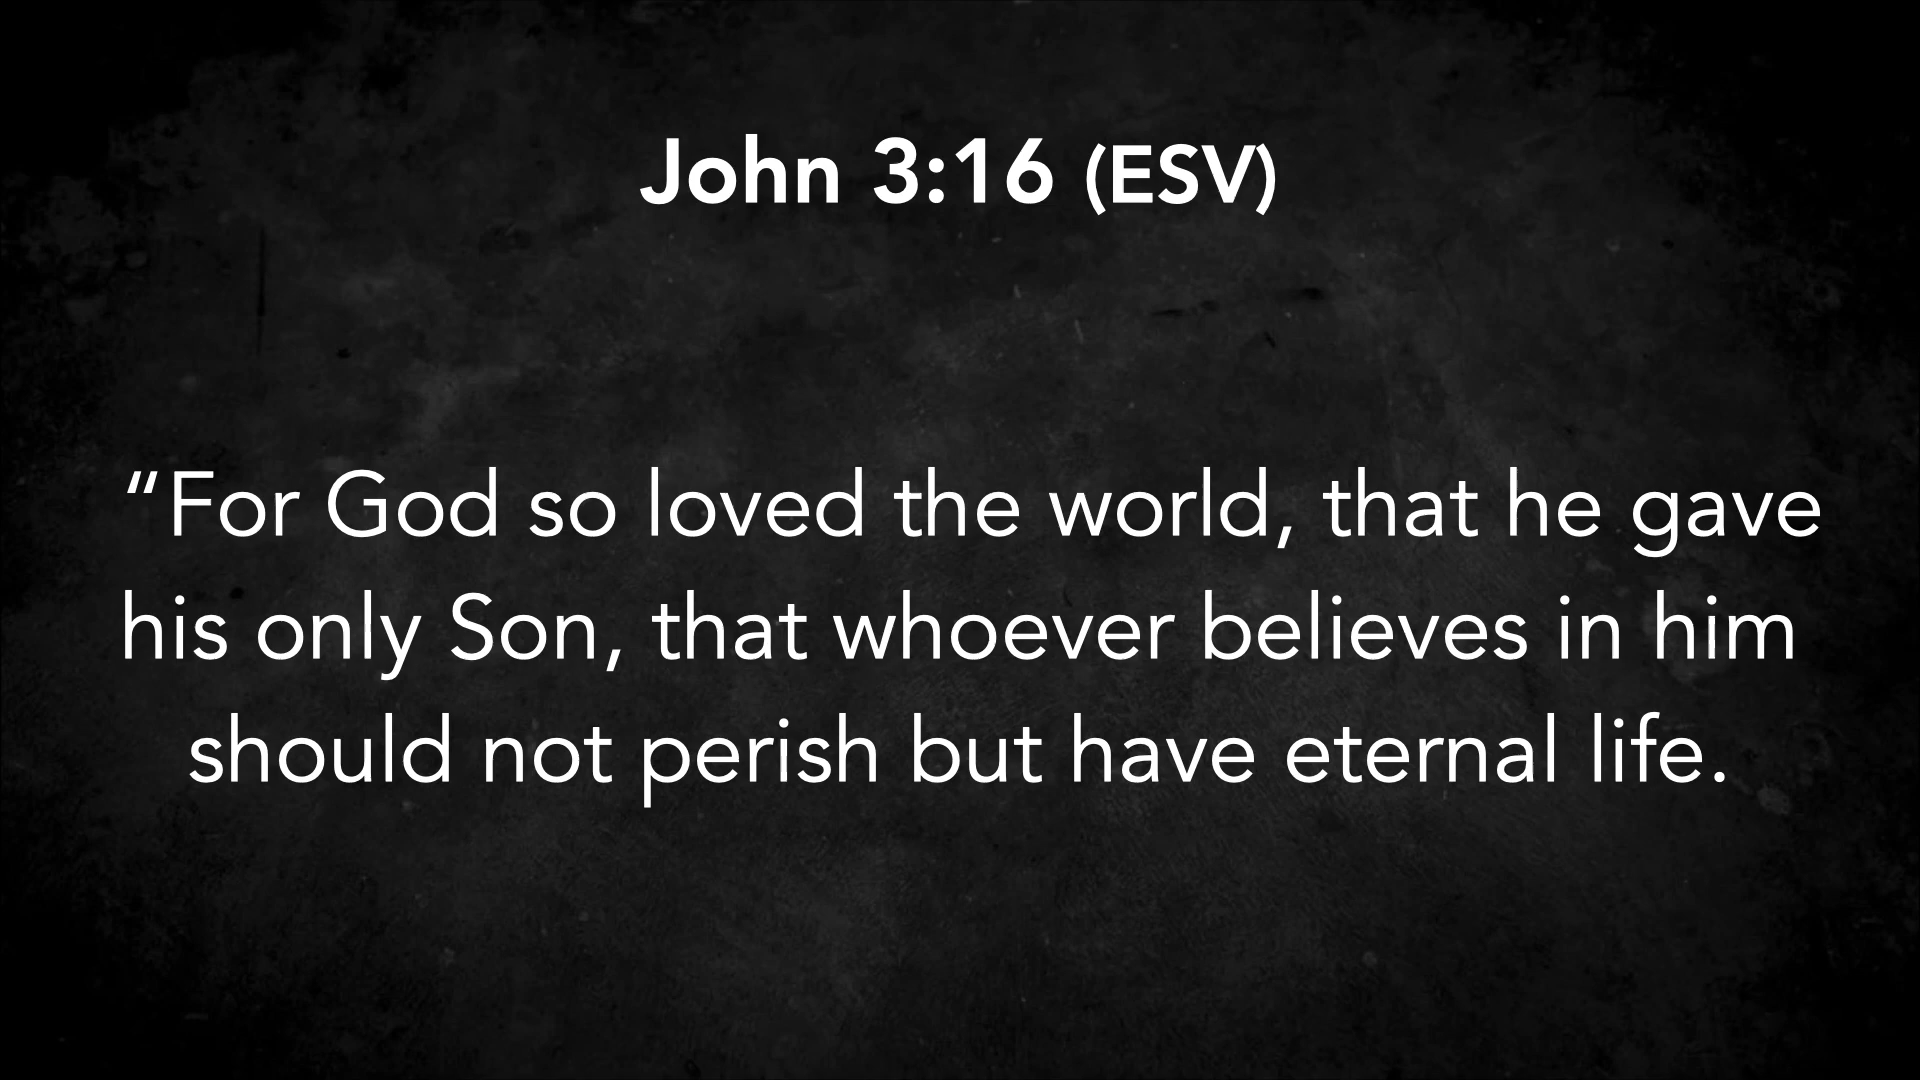 John 3:16 (ESV)
“For God so loved the world, that he gave
his only Son, that whoever believes in him
should not perish but have eternal life.